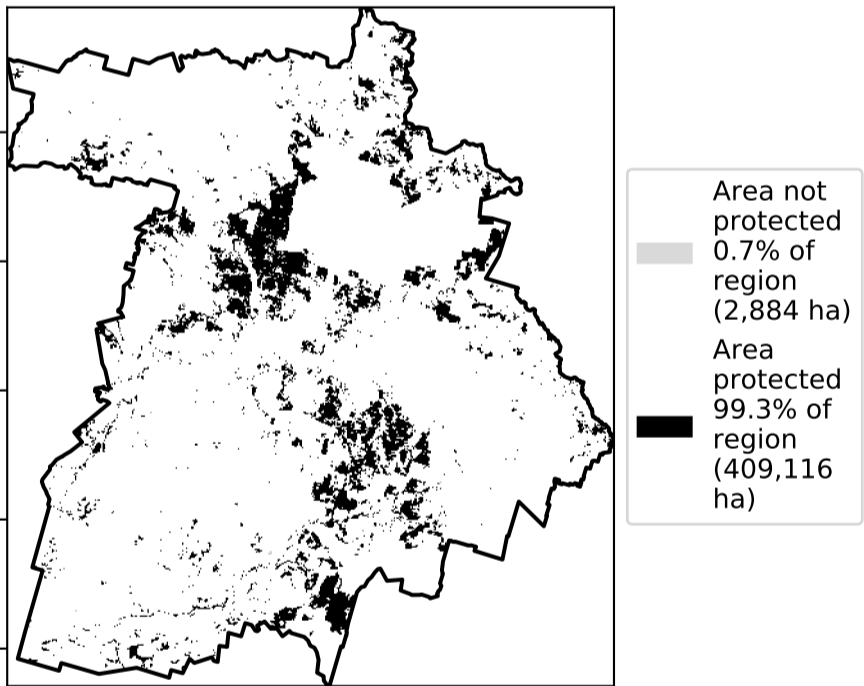 Area not
protected
0.7% of
region
(2,884 ha)
Area
protected
99.3% of
region
(409,116
ha)